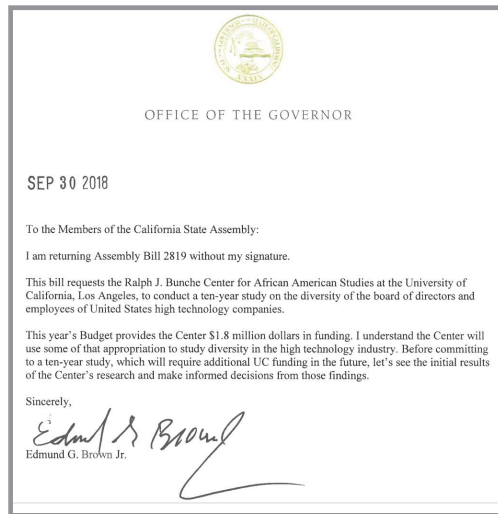 OFFICE OF THE GOVERNOR
SEP 30 2018
To the Members of the California State Assembly:
I am returning Assembly Bill 2819 without my signature.
This bill requests the Ralph J. Bunche Center for African American Studies at the University of
California, Los Angeles, to conduct a ten-year study on the diversity of the board of directors and
employees of United States high technology companies.
This year's Budget provides the Center $1.8 million dollars in funding. I understand the Center will
use some of that appropriation to study diversity in the high technology industry. Before committing
to a ten-year study, which will require additional UC funding in the future, let's see the initial results
of the Center's research and make informed decisions from those findings.
Sincerely,
Edmund G Brown
Edmund G. Brown Jr.